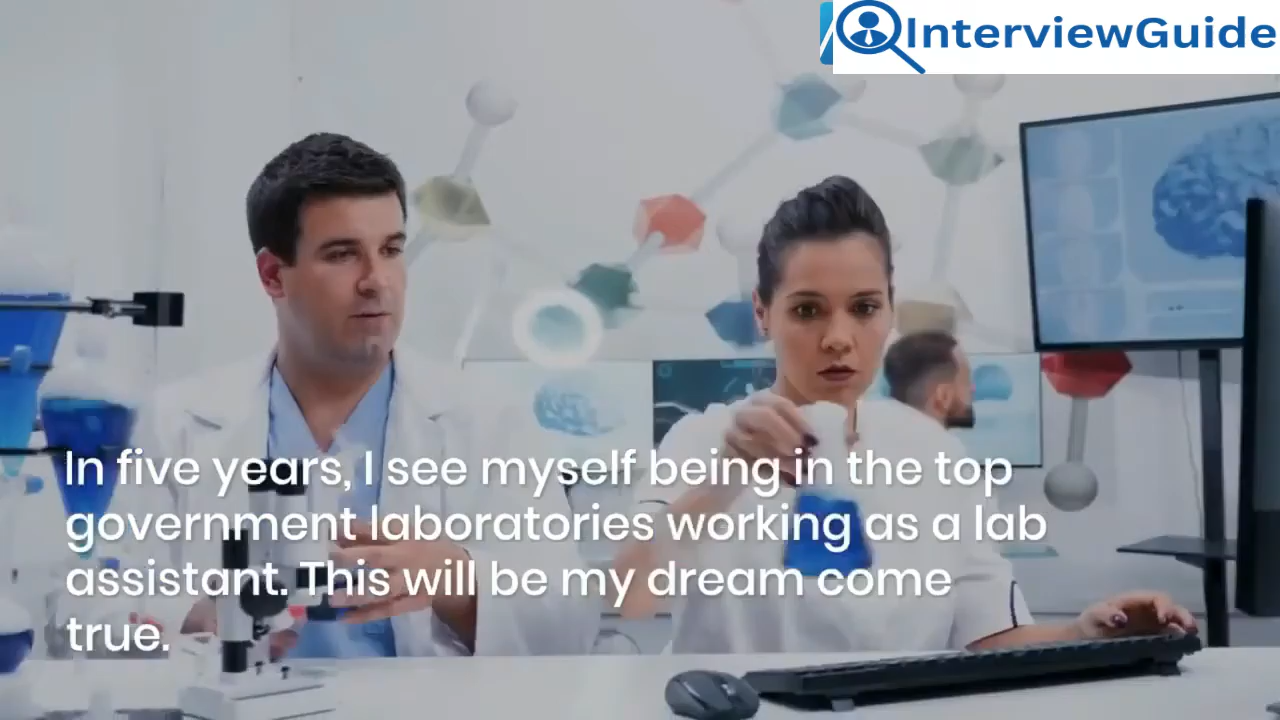 InterviewGuide
In five years, I see myself being in the top
government laboratories working as a lab
assistant. This will be my dream come
true.